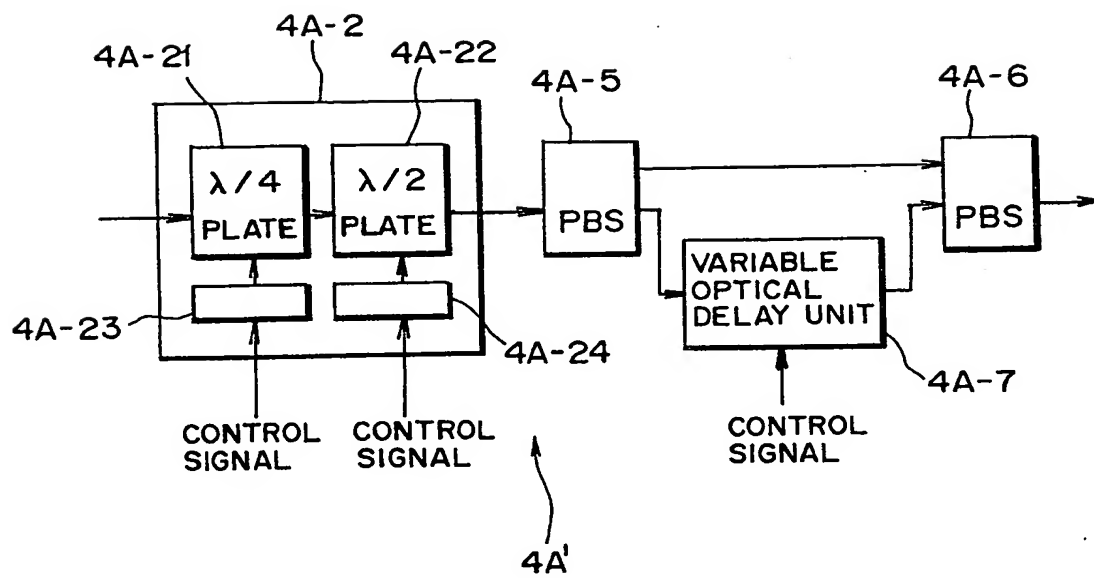 4A-2
4A-21
4A-22
4A-5
4A-6
λ/4
PLATE
λ/2
PLATE
PBS
PBS
VARIABLE
OPTICAL
DELAY UNIT
4A-23
4A-24
4A-7
CONTROL
SIGNAL
CONTROL
SIGNAL
CONTROL
SIGNAL
4A'